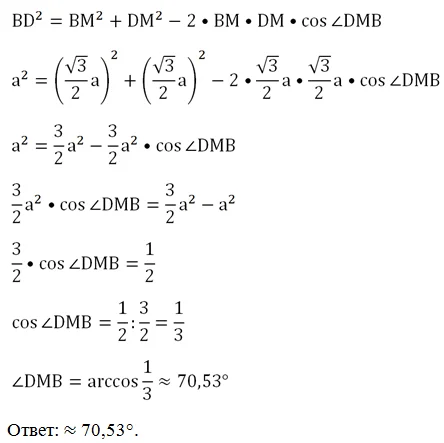 BD² = BM² + DM² − 2 • BM • DM • cos ∠DMB
a² = (√3/2 a)² + (√3/2 a)² − 2 • √3/2 a • √3/2 a • cos ∠DMB
a² = 3/2 a² − 3/2 a² • cos ∠DMB
3/2 a² • cos ∠DMB = 3/2 a² − a²
3/2 • cos ∠DMB = 1/2
cos ∠DMB = 1/2 : 3/2 = 1/3
∠DMB = arccos 1/3 ≈ 70,53°
Ответ: ≈ 70,53°.